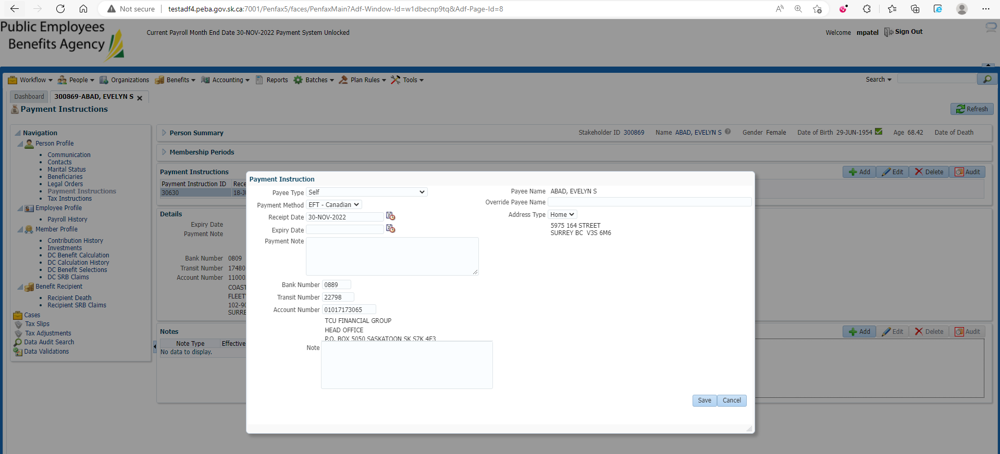 Not secure testadf4.peba.gov.sk.ca:7001/Penfax5/faces/PenfaxMain?Adf-Window-Id=w1dbecnp9tq&Adf-Page-Id=8
Public Employees
Benefits Agency
Current Payroll Month End Date 30-NOV-2022 Payment System Unlocked
Welcome mpatel Sign Out
Workflow People Organizations Benefits Accounting Reports Batches Plan Rules Tools Search
Dashboard 300869-ABAD, EVELYN S
Payment Instructions
Refresh
Navigation
Person Profile
Communication
Contacts
Marital Status
Beneficiaries
Legal Orders
Payment Instructions
Tax Instructions
Employee Profile
Payroll History
Member Profile
Contribution History
Investments
DC Benefit Calculation
DC Calculation History
DC Benefit Selections
DC SRB Claims
Benefit Recipient
Recipient Death
Recipient SRB Claims
Cases
Tax Slips
Tax Adjustments
Data Audit Search
Data Validations
Person Summary Stakeholder ID 300869 Name ABAD, EVELYN S Gender Female Date of Birth 29-JUN-1954 Age 68.42 Date of Death
Membership Periods
Payment Instructions Add Edit Delete Audit
Payment Instruction ID Rece
30630 18-J
Details
Expiry Date
Payment Note
Bank Number 0809
Transit Number 17480
Account Number 11000
COAST
FLEET
102-90
SURRE
Notes Add Edit Delete Audit
Note Type Effective
No data to display.
Payment Instruction
Payee Type Self
Payment Method EFT - Canadian
Receipt Date 30-NOV-2022
Expiry Date
Payment Note
Payee Name ABAD, EVELYN S
Override Payee Name
Address Type Home
5975 164 STREET
SURREY BC V3S 6M6
Bank Number 0889
Transit Number 22798
Account Number 01017173065
TCU FINANCIAL GROUP
HEAD OFFICE
P.O. BOX 5050 SASKATOON SK S7K 4E3
Note
Save Cancel